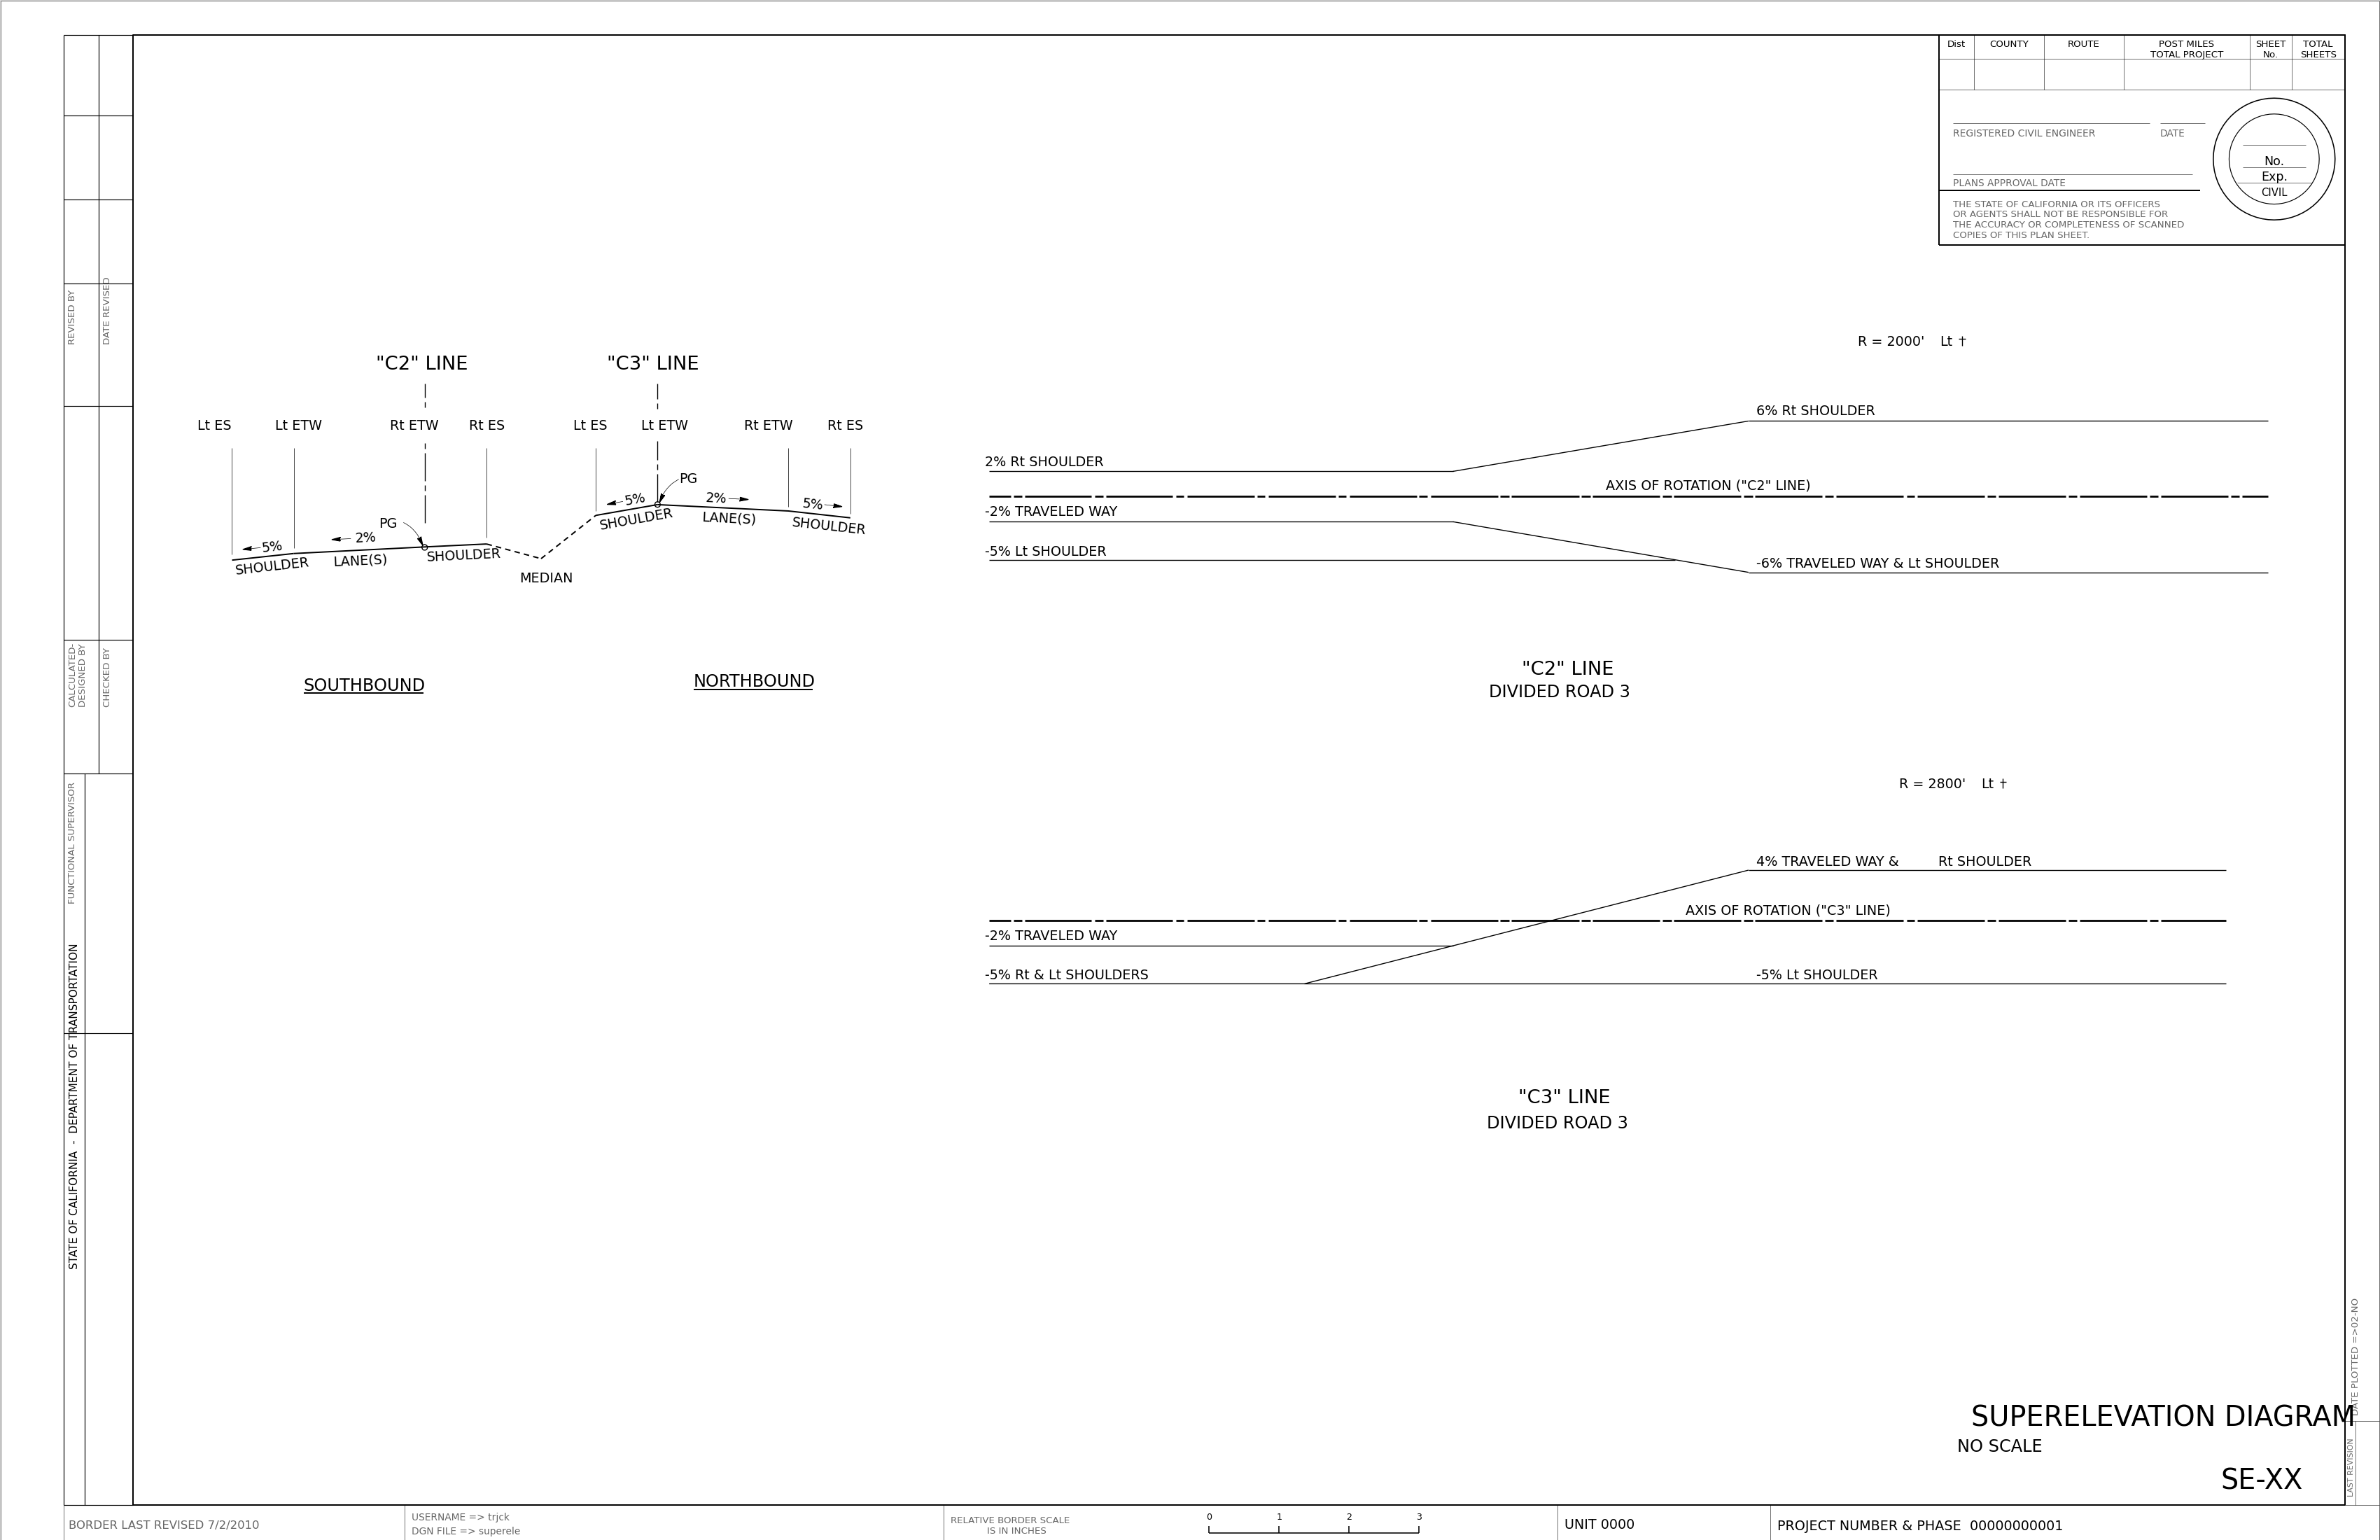 Dist COUNTY ROUTE POST MILES TOTAL PROJECT SHEET No. TOTAL SHEETS
REGISTERED CIVIL ENGINEER DATE
PLANS APPROVAL DATE
THE STATE OF CALIFORNIA OR ITS OFFICERS
OR AGENTS SHALL NOT BE RESPONSIBLE FOR
THE ACCURACY OR COMPLETENESS OF SCANNED
COPIES OF THIS PLAN SHEET.
No.
Exp.
CIVIL
REVISED BY
DATE REVISED
CALCULATED-
DESIGNED BY
CHECKED BY
FUNCTIONAL SUPERVISOR
STATE OF CALIFORNIA - DEPARTMENT OF TRANSPORTATION
"C2" LINE "C3" LINE
Lt ES Lt ETW Rt ETW Rt ES Lt ES Lt ETW Rt ETW Rt ES
PG
5% 2% 5%
SHOULDER LANE(S) SHOULDER
PG
5% 2%
SHOULDER LANE(S) SHOULDER
MEDIAN
SOUTHBOUND NORTHBOUND
R = 2000' Lt †
6% Rt SHOULDER
2% Rt SHOULDER
AXIS OF ROTATION ("C2" LINE)
-2% TRAVELED WAY
-5% Lt SHOULDER
-6% TRAVELED WAY & Lt SHOULDER
"C2" LINE
DIVIDED ROAD 3
R = 2800' Lt †
4% TRAVELED WAY & Rt SHOULDER
AXIS OF ROTATION ("C3" LINE)
-2% TRAVELED WAY
-5% Rt & Lt SHOULDERS
-5% Lt SHOULDER
"C3" LINE
DIVIDED ROAD 3
SUPERELEVATION DIAGRAM
NO SCALE
SE-XX
DATE PLOTTED =>02-NO
LAST REVISION
BORDER LAST REVISED 7/2/2010
USERNAME => trjck
DGN FILE => superele
RELATIVE BORDER SCALE
IS IN INCHES
0 1 2 3
UNIT 0000
PROJECT NUMBER & PHASE 00000000001